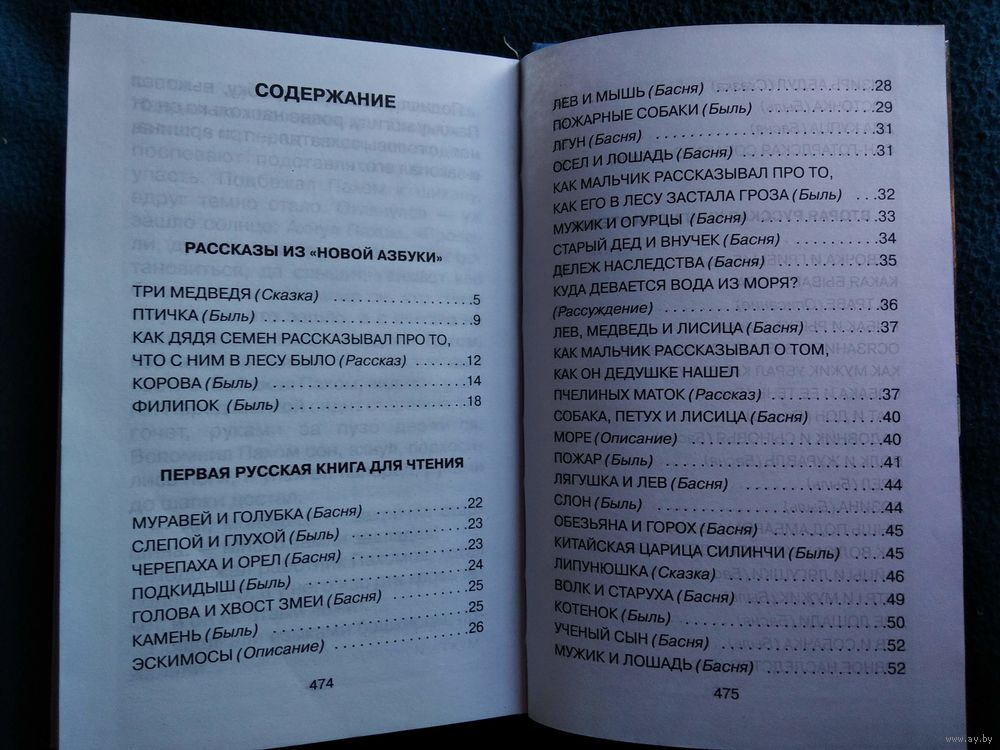 СОДЕРЖАНИЕ
РАССКАЗЫ ИЗ «НОВОЙ АЗБУКИ»
ТРИ МЕДВЕДЯ (Сказка) ..................5
ПТИЧКА (Быль) ..........................9
КАК ДЯДЯ СЕМЕН РАССКАЗЫВАЛ ПРО ТО,
ЧТО С НИМ В ЛЕСУ БЫЛО (Рассказ) ........12
КОРОВА (Быль) .........................14
ФИЛИПОК (Быль) ......................18
ПЕРВАЯ РУССКАЯ КНИГА ДЛЯ ЧТЕНИЯ
МУРАВЕЙ И ГОЛУБКА (Басня) .............22
СЛЕПОЙ И ГЛУХОЙ (Быль) ...............23
ЧЕРЕПАХА И ОРЕЛ (Басня) ...............23
ПОДКИДЫШ (Быль) .....................24
ГОЛОВА И ХВОСТ ЗМЕИ (Басня) ..........25
КАМЕНЬ (Быль) ........................25
ЭСКИМОСЫ (Описание) .................26
474
ЛЕВ И МЫШЬ (Басня) ....................28
ПОЖАРНЫЕ СОБАКИ (Быль) ..............29
ЛГУН (Басня) ...........................31
ОСЕЛ И ЛОШАДЬ (Басня) ................31
КАК МАЛЬЧИК РАССКАЗЫВАЛ ПРО ТО,
КАК ЕГО В ЛЕСУ ЗАСТАЛА ГРОЗА (Быль) ....32
МУЖИК И ОГУРЦЫ (Басня) ...............33
СТАРЫЙ ДЕД И ВНУЧЕК (Басня) ...........34
ДЕЛЕЖ НАСЛЕДСТВА (Басня) .............35
КУДА ДЕВАЕТСЯ ВОДА ИЗ МОРЯ?
(Рассуждение) .........................36
ЛЕВ, МЕДВЕДЬ И ЛИСИЦА (Басня) ........37
КАК МАЛЬЧИК РАССКАЗЫВАЛ О ТОМ,
КАК ОН ДЕДУШКЕ НАШЕЛ
ПЧЕЛИНЫХ МАТОК (Рассказ) ............37
СОБАКА, ПЕТУХ И ЛИСИЦА (Басня) ........40
МОРЕ (Описание) .......................40
ПОЖАР (Быль) .........................41
ЛЯГУШКА И ЛЕВ (Басня) .................44
СЛОН (Быль) ..........................44
ОБЕЗЬЯНА И ГОРОХ (Басня) .............45
КИТАЙСКАЯ ЦАРИЦА СИЛИНЧИ (Быль) .....45
ЛИПУНЮШКА (Сказка) .................46
ВОЛК И СТАРУХА (Басня) ................49
КОТЕНОК (Быль) .......................50
УЧЕНЫЙ СЫН (Басня) ...................52
МУЖИК И ЛОШАДЬ (Басня) ..............52
475
www.ay.by